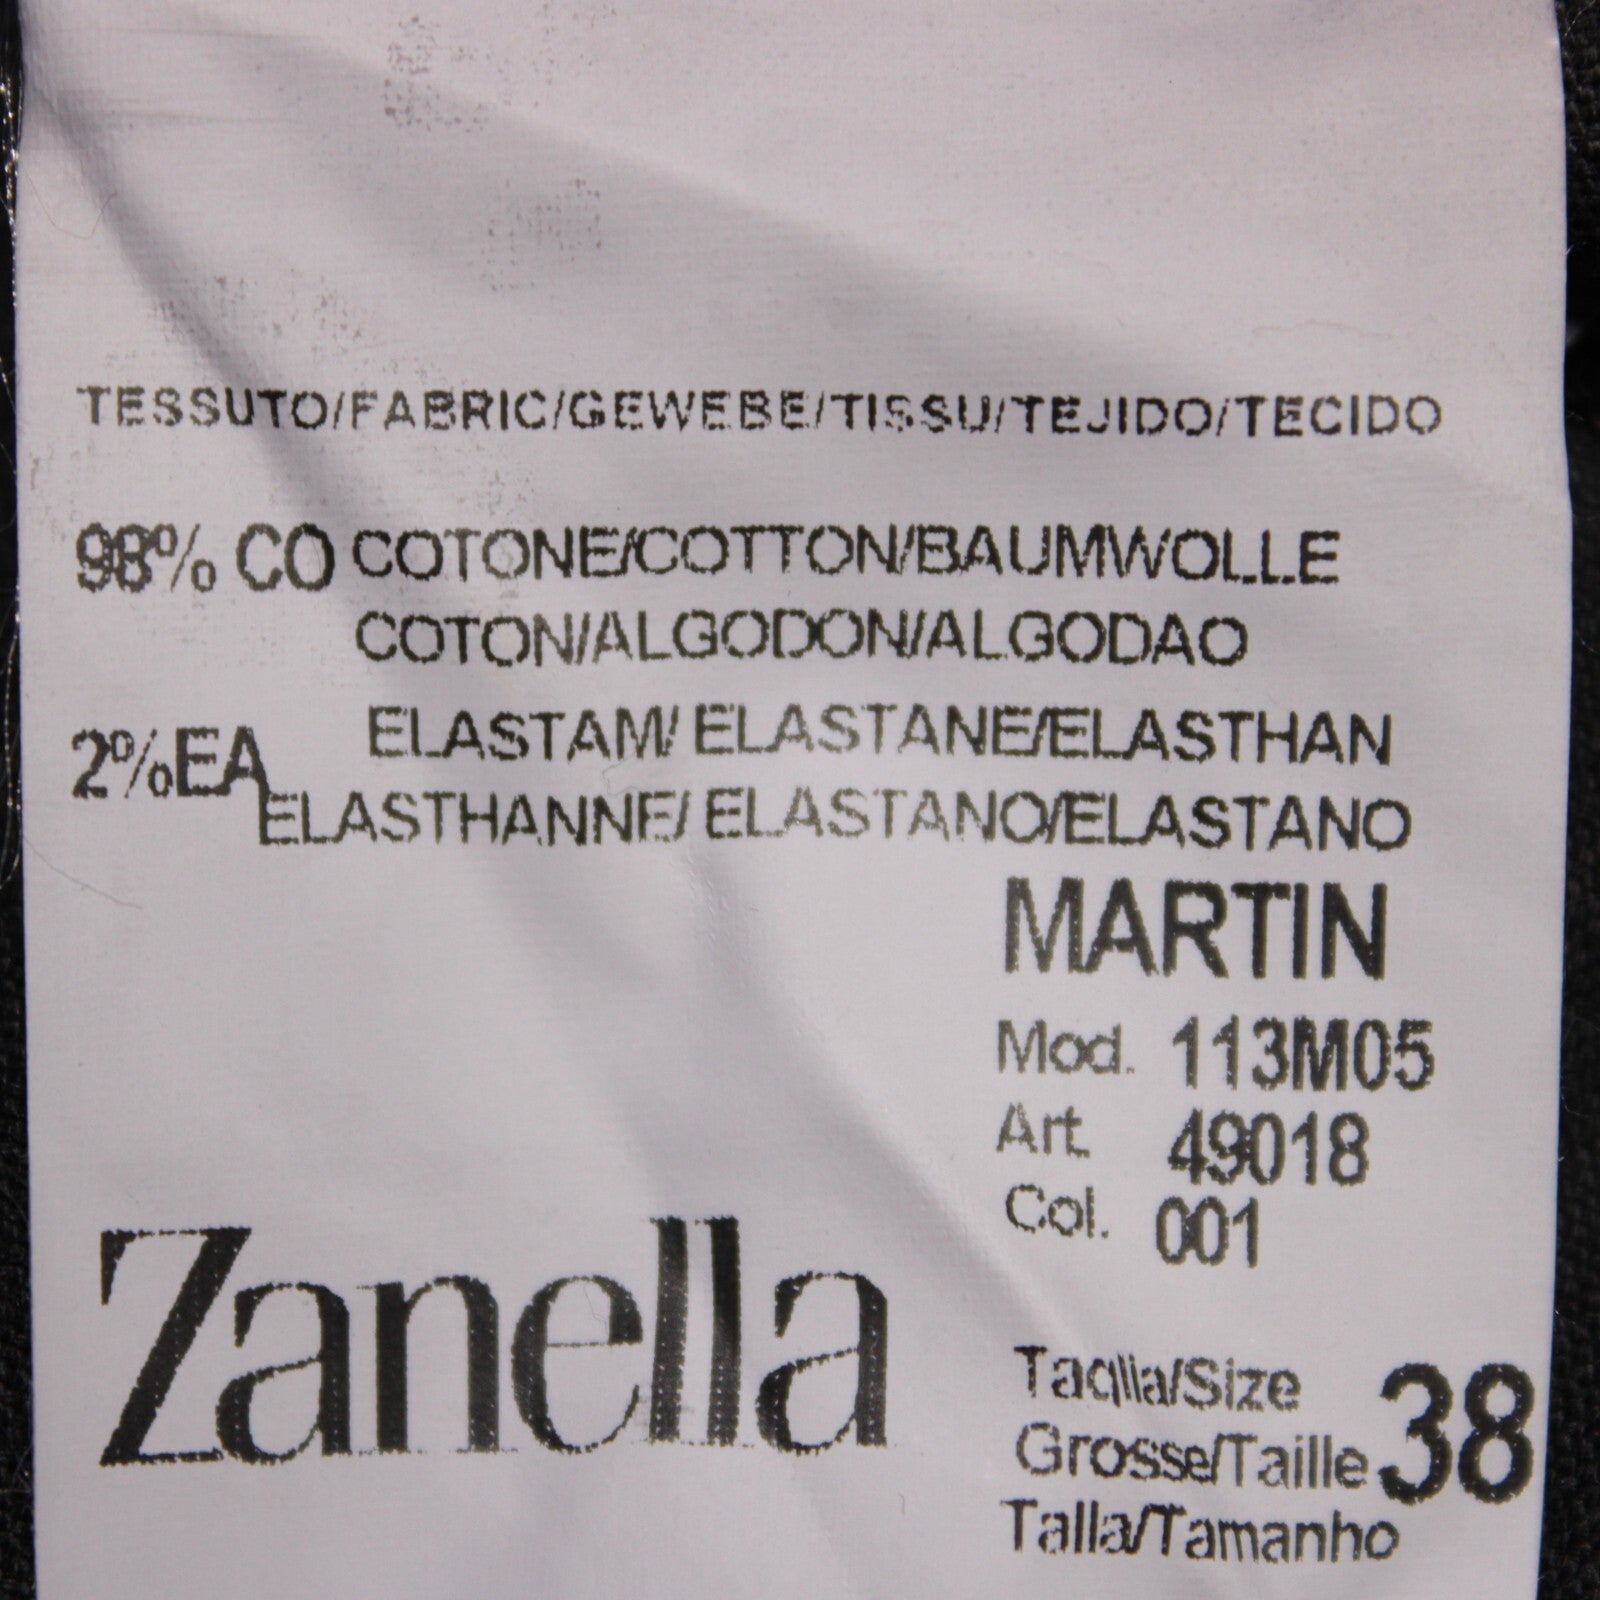 TESSUTO/FABRIC/GEWEBE/TISSU/TEJIDO/TECIDO
98% CO COTONE/COTTON/BAUMWOLLE
COTON/ALGODON/ALGODAO
2%EA ELASTAM/ ELASTANE/ELASTHAN
ELASTHANNE/ ELASTANO/ELASTANO
MARTIN
Mod. 113M05
Art. 49018
Col. 001
Zanella
Taglia/Size
Grosse/Taille 38
Talla/Tamanho